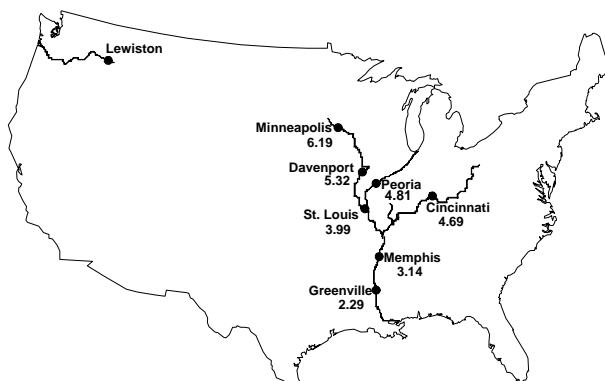 Lewiston
Minneapolis
6.19
Davenport
5.32
Peoria
4.81
Cincinnati
4.69
St. Louis
3.99
Memphis
3.14
Greenville
2.29